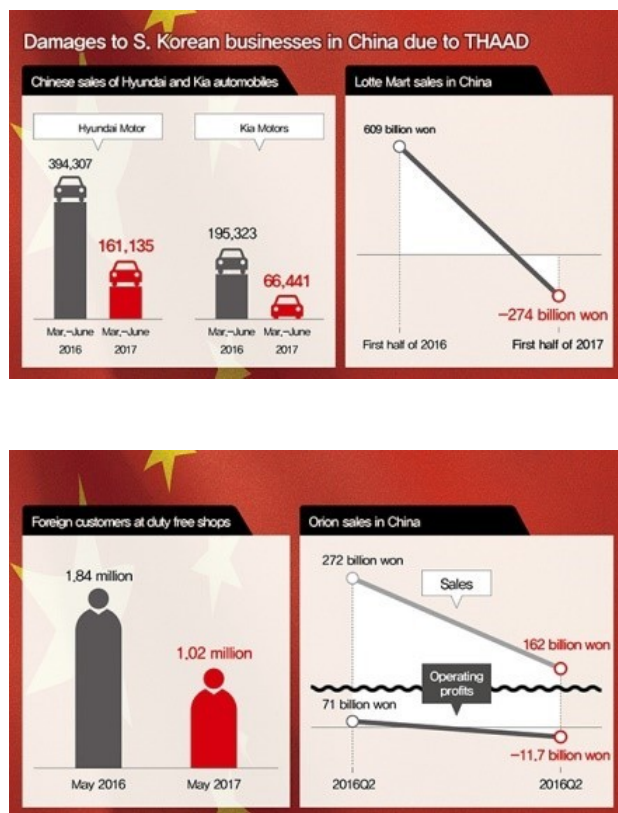 Damages to S. Korean businesses in China due to THAAD
Chinese sales of Hyundai and Kia automobiles
Hyundai Motor
Kia Motors
394,307
161,135
195,323
66,441
Mar.-June Mar.-June
2016 2017
Mar.-June Mar.-June
2016 2017
Lotte Mart sales in China
609 billion won
-274 billion won
First half of 2016
First half of 2017
Foreign customers at duty free shops
1.84 million
1.02 million
May 2016
May 2017
Orion sales in China
272 billion won
Sales
162 billion won
Operating
profits
71 billion won
-11.7 billion won
2016Q2
2016Q2